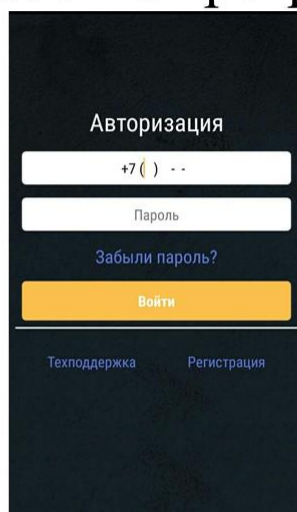 Авторизация
+7 ( ) - -
Пароль
Забыли пароль?
Войти
Техподдержка Регистрация